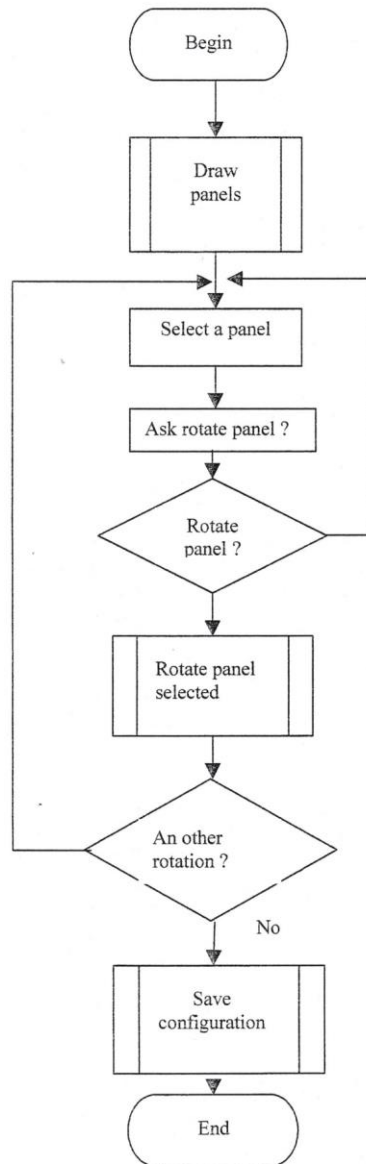 Begin
Draw
panels
Select a panel
Ask rotate panel ?
Rotate
panel ?
Rotate panel
selected
An other
rotation ?
No
Save
configuration
End